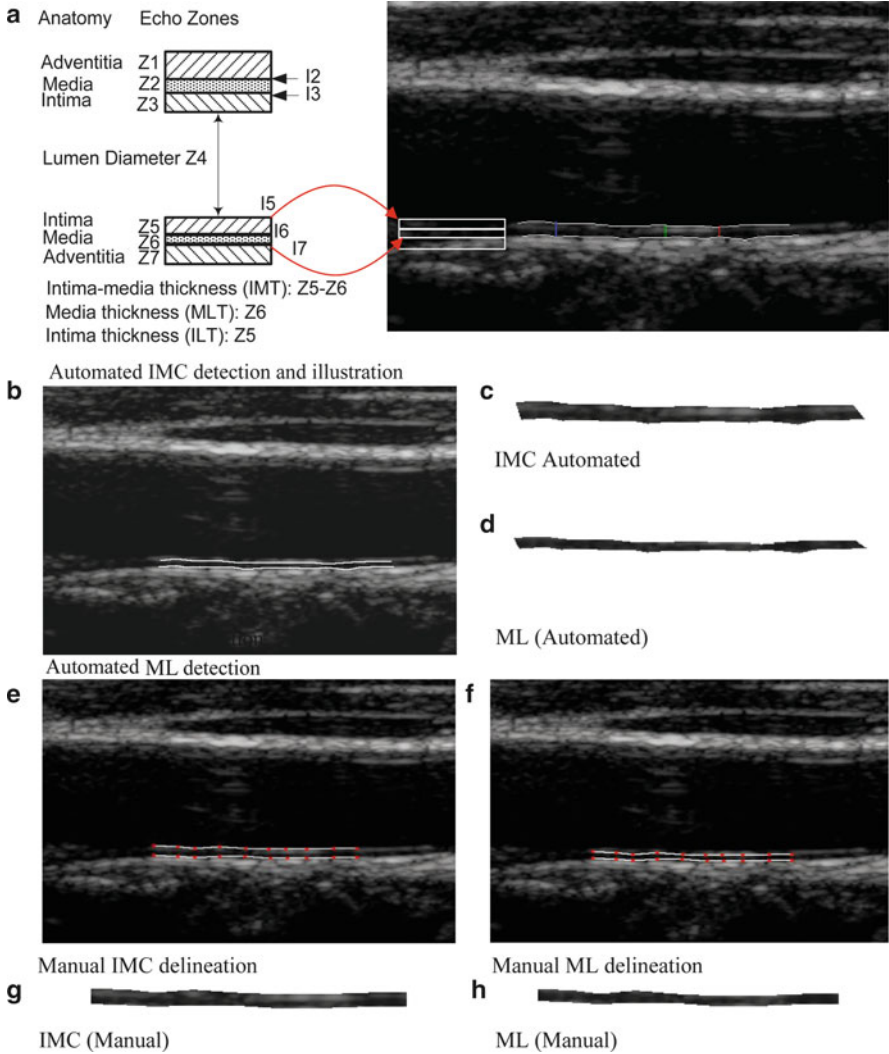 a
Anatomy Echo Zones
Adventitia Z1
Media Z2
Intima Z3
I2
I3
Lumen Diameter Z4
I5
Intima Z5
I6
Media Z6
I7
Adventitia Z7
Intima-media thickness (IMT): Z5-Z6
Media thickness (MLT): Z6
Intima thickness (ILT): Z5
Automated IMC detection and illustration
b
c
IMC Automated
d
ML (Automated)
Automated ML detection
e
f
Manual IMC delineation
Manual ML delineation
g
h
IMC (Manual)
ML (Manual)